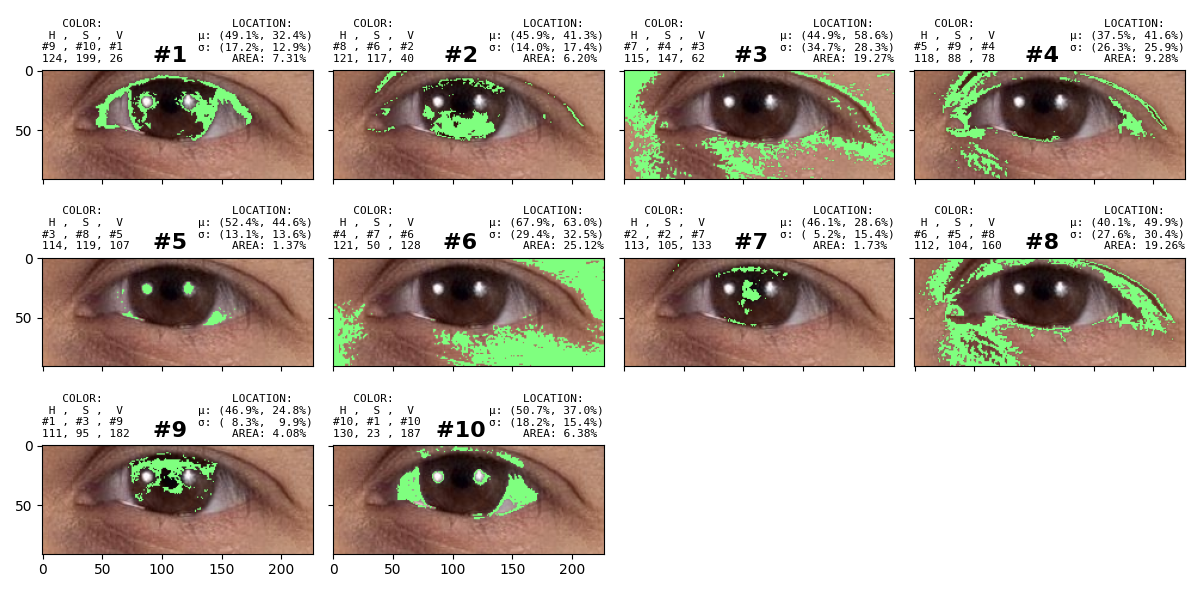 COLOR: LOCATION: COLOR: LOCATION: COLOR: LOCATION: COLOR: LOCATION:
H , S , V μ: (49.1%, 32.4%) H , S , V μ: (45.9%, 41.3%) H , S , V μ: (44.9%, 58.6%) H , S , V μ: (37.5%, 41.6%)
#9 , #10, #1 #1 σ: (17.2%, 12.9%) #8 , #6 , #2 #2 σ: (14.0%, 17.4%) #7 , #4 , #3 #3 σ: (34.7%, 28.3%) #5 , #9 , #4 #4 σ: (26.3%, 25.9%)
124, 199, 26 AREA: 7.31% 121, 117, 40 AREA: 6.20% 115, 147, 62 AREA: 19.27% 118, 88 , 78 AREA: 9.28%
0
50
COLOR: LOCATION: COLOR: LOCATION: COLOR: LOCATION: COLOR: LOCATION:
H , S , V μ: (52.4%, 44.6%) H , S , V μ: (67.9%, 63.0%) H , S , V μ: (46.1%, 28.6%) H , S , V μ: (40.1%, 49.9%)
#3 , #8 , #5 #5 σ: (13.1%, 13.6%) #4 , #7 , #6 #6 σ: (29.4%, 32.5%) #2 , #2 , #7 #7 σ: ( 5.2%, 15.4%) #6 , #5 , #8 #8 σ: (27.6%, 30.4%)
114, 119, 107 AREA: 1.37% 121, 50 , 128 AREA: 25.12% 113, 105, 133 AREA: 1.73% 112, 104, 160 AREA: 19.26%
0
50
COLOR: LOCATION: COLOR: LOCATION:
H , S , V μ: (46.9%, 24.8%) H , S , V μ: (50.7%, 37.0%)
#1 , #3 , #9 #9 σ: ( 8.3%, 9.9%) #10, #1 , #10 #10 σ: (18.2%, 15.4%)
111, 95 , 182 AREA: 4.08% 130, 23 , 187 AREA: 6.38%
0
50
0 50 100 150 200 0 50 100 150 200